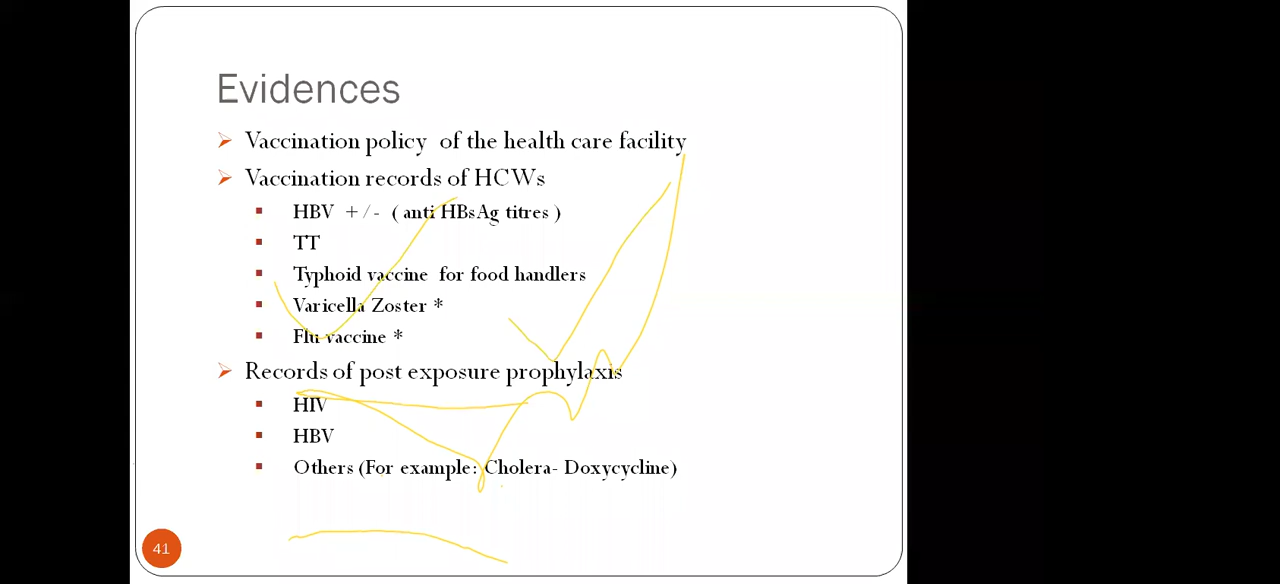 Evidences
Vaccination policy of the health care facility
Vaccination records of HCWs
HBV +/- ( anti HBsAg titres )
TT
Typhoid vaccine for food handlers
Varicella Zoster *
Flu vaccine *
Records of post exposure prophylaxis
HIV
HBV
Others (For example: Cholera- Doxycycline)
41